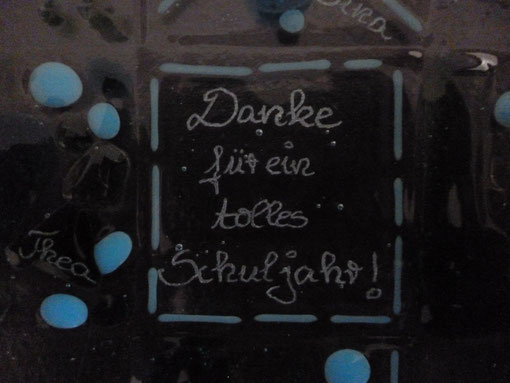 Danke
für ein
tolles
Schuljahr!
Thea